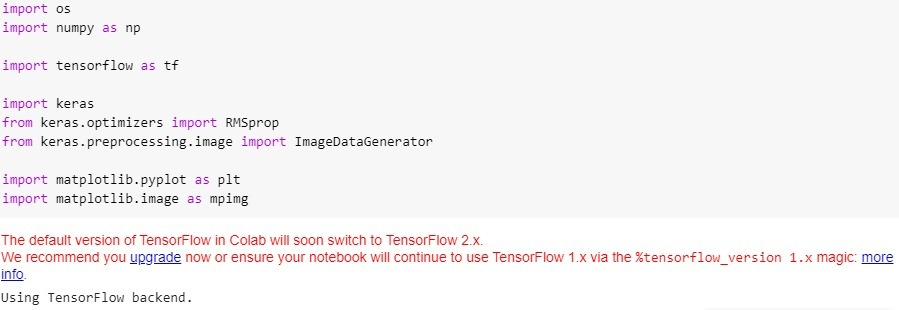 import os
import numpy as np
import tensorflow as tf
import keras
from keras.optimizers import RMSprop
from keras.preprocessing.image import ImageDataGenerator
import matplotlib.pyplot as plt
import matplotlib.image as mpimg
The default version of TensorFlow in Colab will soon switch to TensorFlow 2.x.
We recommend you upgrade now or ensure your notebook will continue to use TensorFlow 1.x via the %tensorflow_version 1.x magic: more
info.
Using TensorFlow backend.